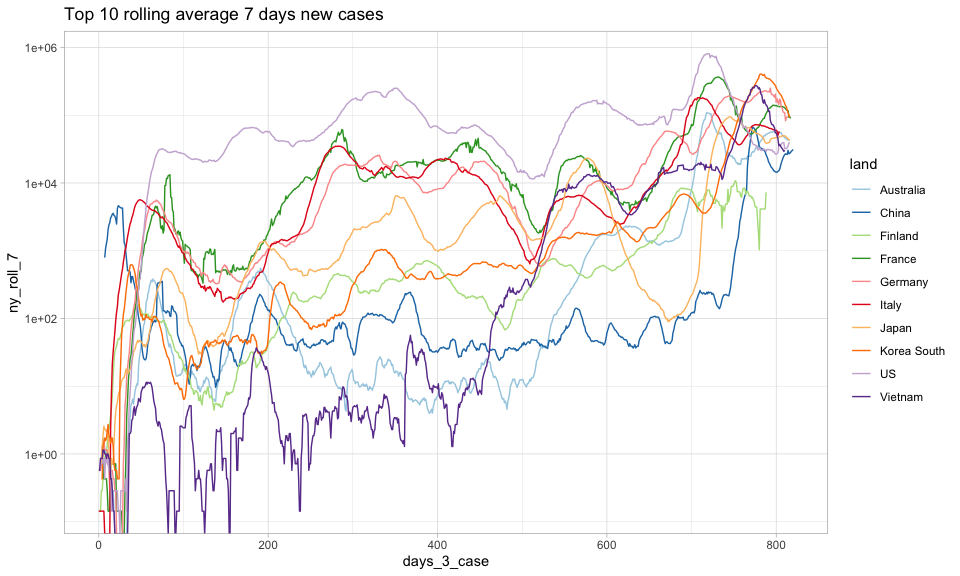 Top 10 rolling average 7 days new cases
ny_roll_7
1e+06
1e+04
1e+02
1e+00
0 200 400 600 800
days_3_case
land
Australia
China
Finland
France
Germany
Italy
Japan
Korea South
US
Vietnam